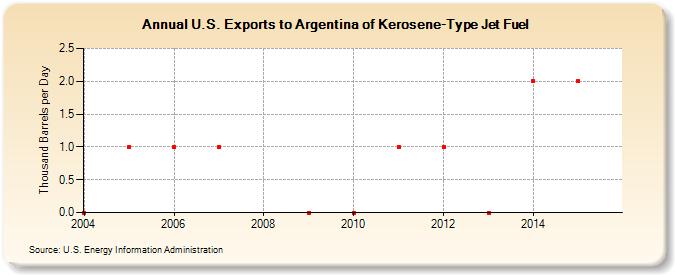 Annual U.S. Exports to Argentina of Kerosene-Type Jet Fuel
Thousand Barrels per Day
2.5
2.0
1.5
1.0
0.5
0.0
2004 2006 2008 2010 2012 2014
Source: U.S. Energy Information Administration